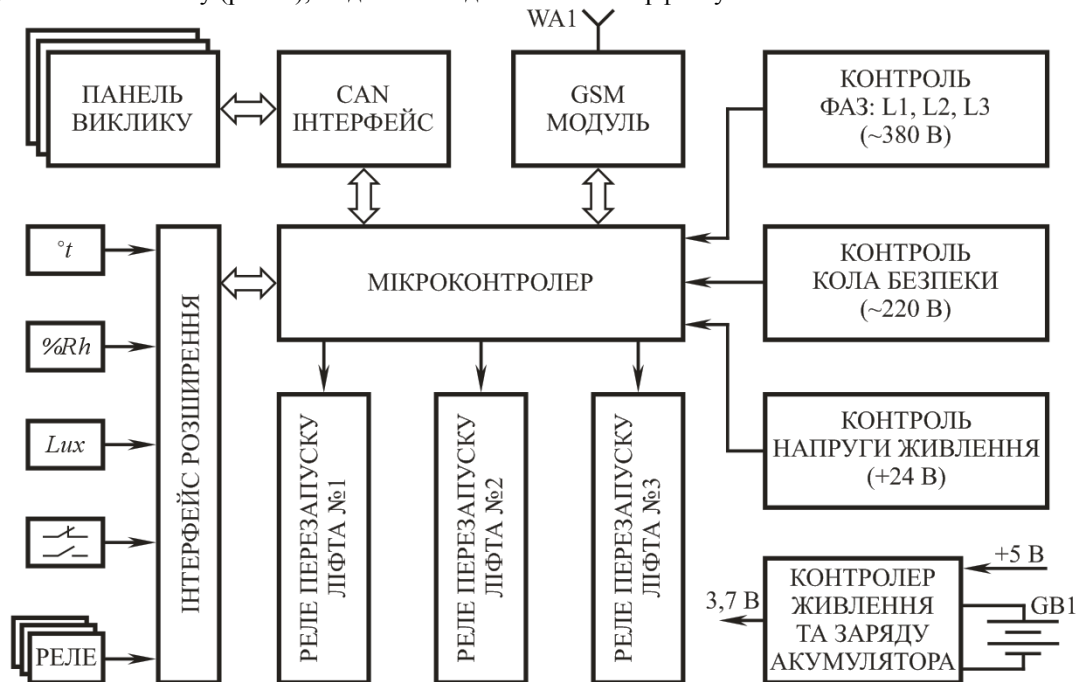 WA1
ПАНЕЛЬ
ВИКЛИКУ
CAN
ІНТЕРФЕЙС
GSM
МОДУЛЬ
КОНТРОЛЬ
ФАЗ: L1, L2, L3
(~380 В)
°t
%Rh
Lux
РЕЛЕ
ІНТЕРФЕЙС РОЗШИРЕННЯ
МІКРОКОНТРОЛЕР
КОНТРОЛЬ
КОЛА БЕЗПЕКИ
(~220 В)
РЕЛЕ ПЕРЕЗАПУСКУ
ЛІФТА №1
РЕЛЕ ПЕРЕЗАПУСКУ
ЛІФТА №2
РЕЛЕ ПЕРЕЗАПУСКУ
ЛІФТА №3
КОНТРОЛЬ
НАПРУГИ ЖИВЛЕННЯ
(+24 В)
+5 В
3,7 В
КОНТРОЛЕР
ЖИВЛЕННЯ
ТА ЗАРЯДУ
АКУМУЛЯТОРА
GB1